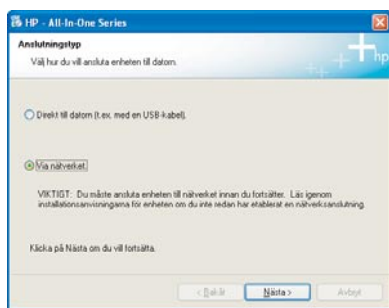 HP - All-In-One Series
Anslutningstyp
Välj hur du vill ansluta enheten till datorn.
hp
Direkt till datorn (t.ex. med en USB-kabel).
Via nätverket.
VIKTIGT: Du måste ansluta enheten till nätverket innan du fortsätter. Läs igenom
installationsanvisningarna för enheten om du inte redan har etablerat en nätverksanslutning.
Klicka på Nästa om du vill fortsätta.
< Bakåt
Nästa >
Avbryt